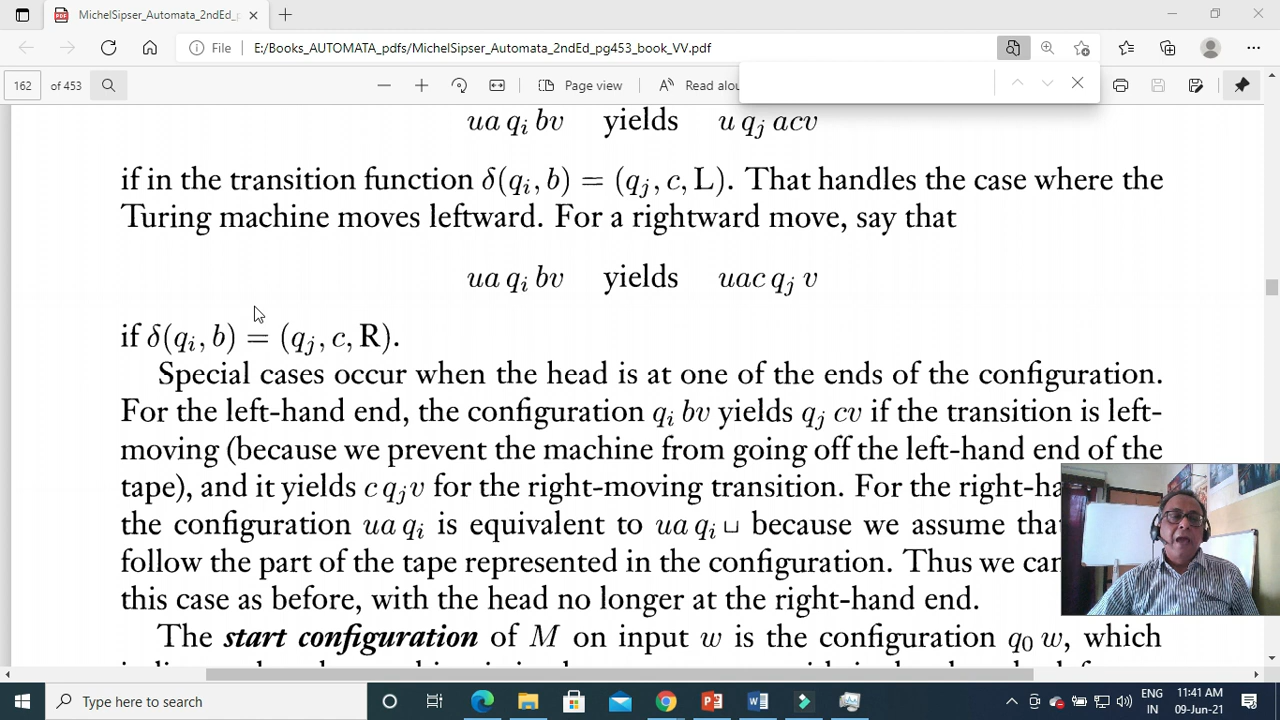 MichelSipser_Automata_2ndEd_p
File E:/Books_AUTOMATA_pdfs/MichelSipser_Automata_2ndEd_pg453_book_VV.pdf
162 of 453 Page view Read alou
ua qᵢ bv yields u qⱼ acv
if in the transition function δ(qᵢ, b) = (qⱼ, c, L). That handles the case where the
Turing machine moves leftward. For a rightward move, say that
ua qᵢ bv yields uac qⱼ v
if δ(qᵢ, b) = (qⱼ, c, R).
Special cases occur when the head is at one of the ends of the configuration.
For the left-hand end, the configuration qᵢ bv yields qⱼ cv if the transition is left-
moving (because we prevent the machine from going off the left-hand end of the
tape), and it yields c qⱼv for the right-moving transition. For the right-ha
the configuration ua qᵢ is equivalent to ua qᵢ ␣ because we assume tha
follow the part of the tape represented in the configuration. Thus we can
this case as before, with the head no longer at the right-hand end.
The start configuration of M on input w is the configuration q₀ w, which
Type here to search
ENG 11:41 AM
IN 09-Jun-21